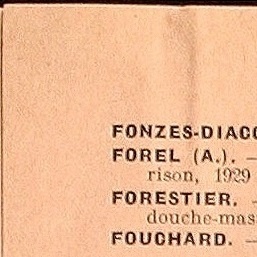 FONZES-DIACO
FOREL (A.). —
rison, 1929
FORESTIER. —
douche-mas
FOUCHARD. —